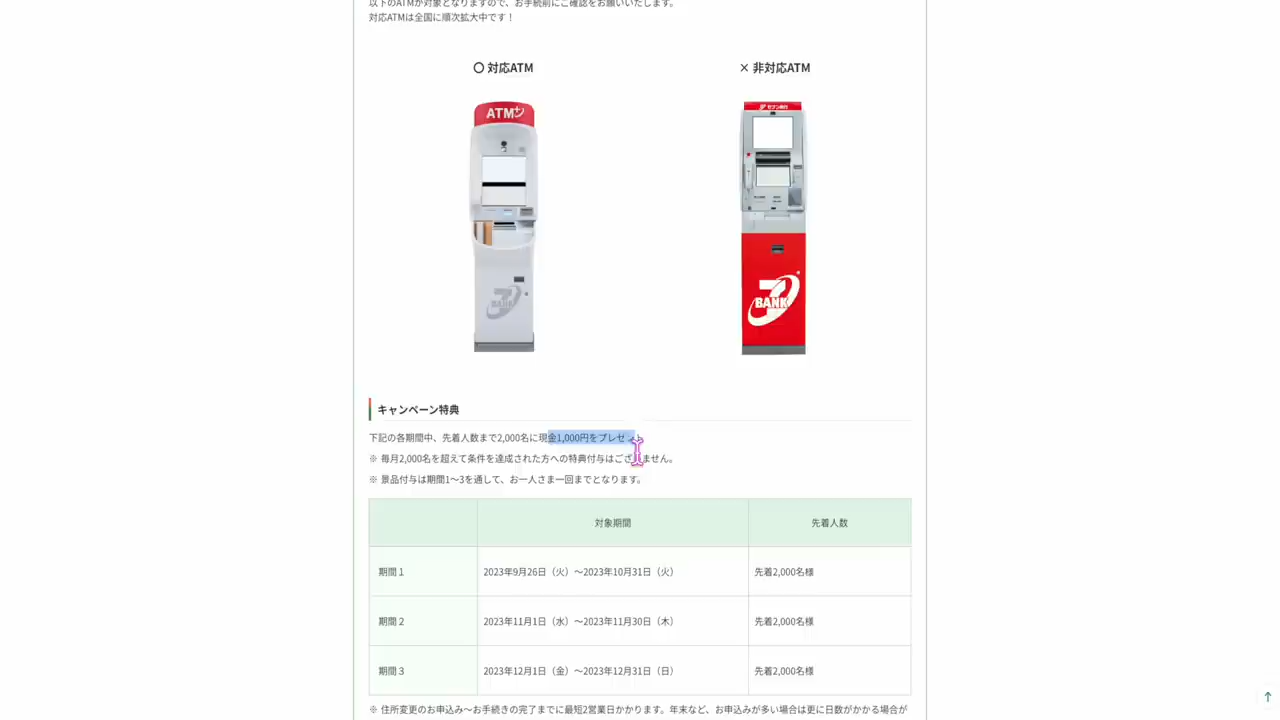 以下のATMが対象となりますので、お手続前にご確認をお願いいたします。
対応ATMは全国に順次拡大中です！
〇 対応ATM
× 非対応ATM
ATM+
セブン銀行
BANK
7 BANK
キャンペーン特典
下記の各期間中、先着人数まで2,000名に現金1,000円をプレゼ
※ 毎月2,000名を超えて条件を達成された方への特典付与はございません。
※ 景品付与は期間1〜3を通して、お一人さま一回までとなります。
対象期間
先着人数
期間１
2023年9月26日（火）〜2023年10月31日（火）
先着2,000名様
期間２
2023年11月1日（水）〜2023年11月30日（木）
先着2,000名様
期間３
2023年12月1日（金）〜2023年12月31日（日）
先着2,000名様
※ 住所変更のお申込み〜お手続きの完了までに最短2営業日かかります。年末など、お申込みが多い場合は更に日数がかかる場合が